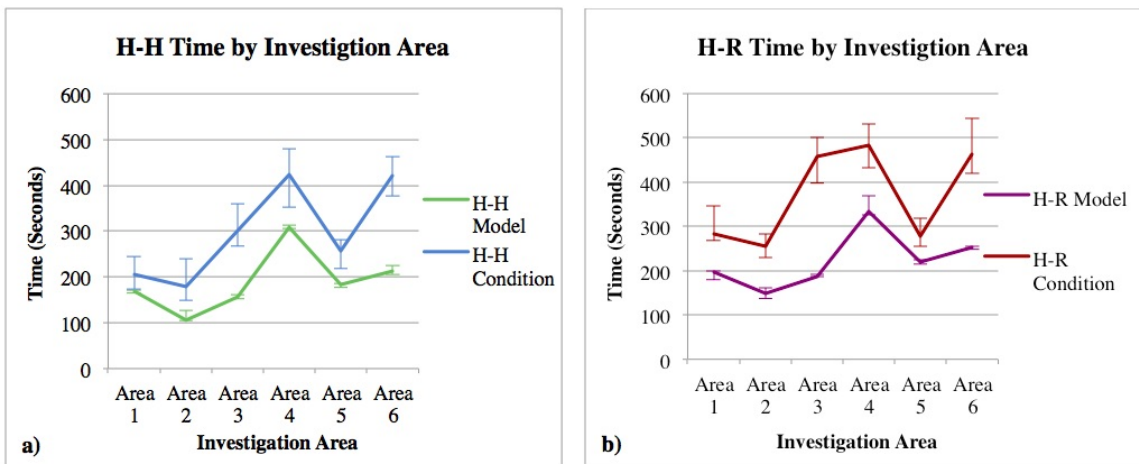 H-H Time by Investigtion Area
Time (Seconds)
600
500
400
300
200
100
0
Area 1
Area 2
Area 3
Area 4
Area 5
Area 6
Investigation Area
H-H Model
H-H Condition
a)
H-R Time by Investigtion Area
Time (Seconds)
600
500
400
300
200
100
0
Area 1
Area 2
Area 3
Area 4
Area 5
Area 6
Investigation Area
H-R Model
H-R Condition
b)